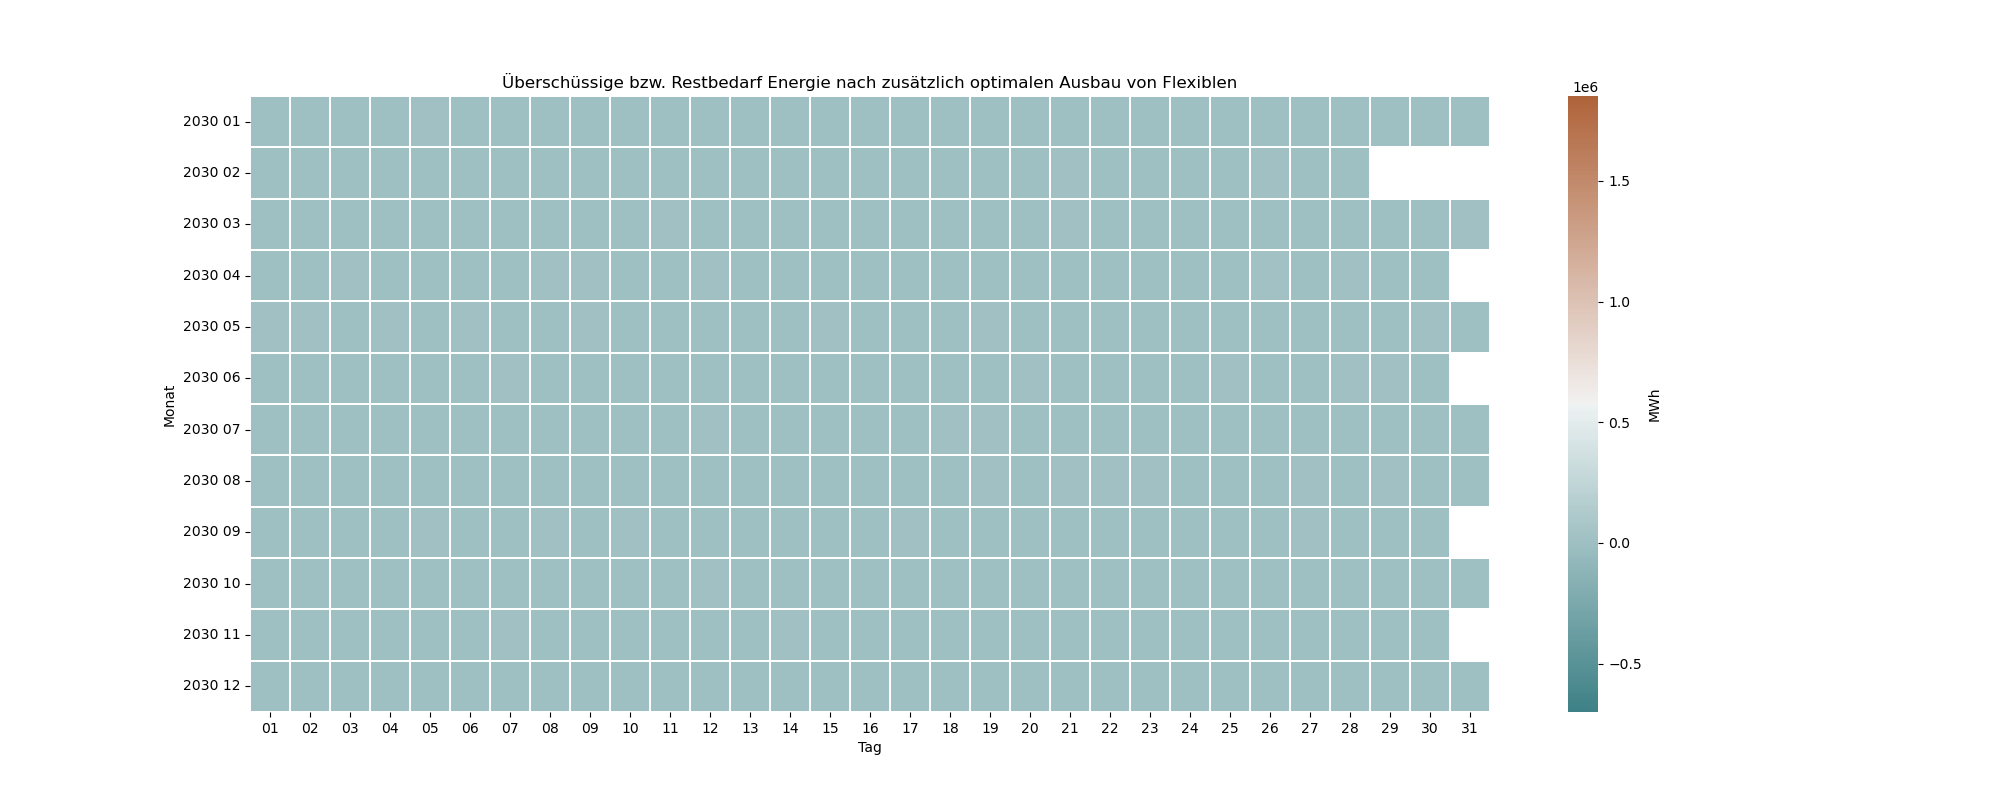 Überschüssige bzw. Restbedarf Energie nach zusätzlich optimalen Ausbau von Flexiblen
1e6
2030 01
2030 02
2030 03
2030 04
2030 05
2030 06
2030 07
2030 08
2030 09
2030 10
2030 11
2030 12
Monat
01 02 03 04 05 06 07 08 09 10 11 12 13 14 15 16 17 18 19 20 21 22 23 24 25 26 27 28 29 30 31
Tag
1.5
1.0
0.5
0.0
−0.5
MWh